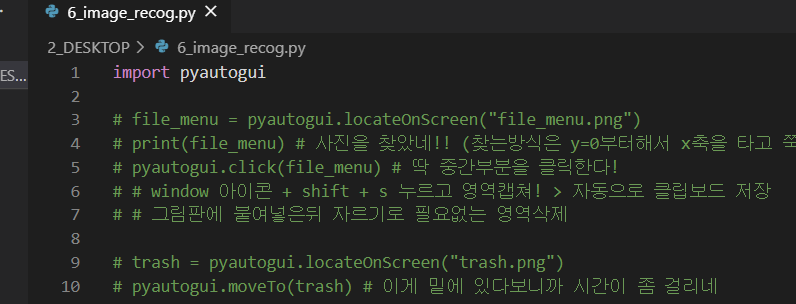 6_image_recog.py
2_DESKTOP > 6_image_recog.py
ES...
1 import pyautogui
2
3 # file_menu = pyautogui.locateOnScreen("file_menu.png")
4 # print(file_menu) # 사진을 찾았네!! (찾는방식은 y=0부터해서 x축을 타고 쭉
5 # pyautogui.click(file_menu) # 딱 중간부분을 클릭한다!
6 # # window 아이콘 + shift + s 누르고 영역캡쳐! > 자동으로 클립보드 저장
7 # # 그림판에 붙여넣은뒤 자르기로 필요없는 영역삭제
8
9 # trash = pyautogui.locateOnScreen("trash.png")
10 # pyautogui.moveTo(trash) # 이게 밑에 있다보니까 시간이 좀 걸리네